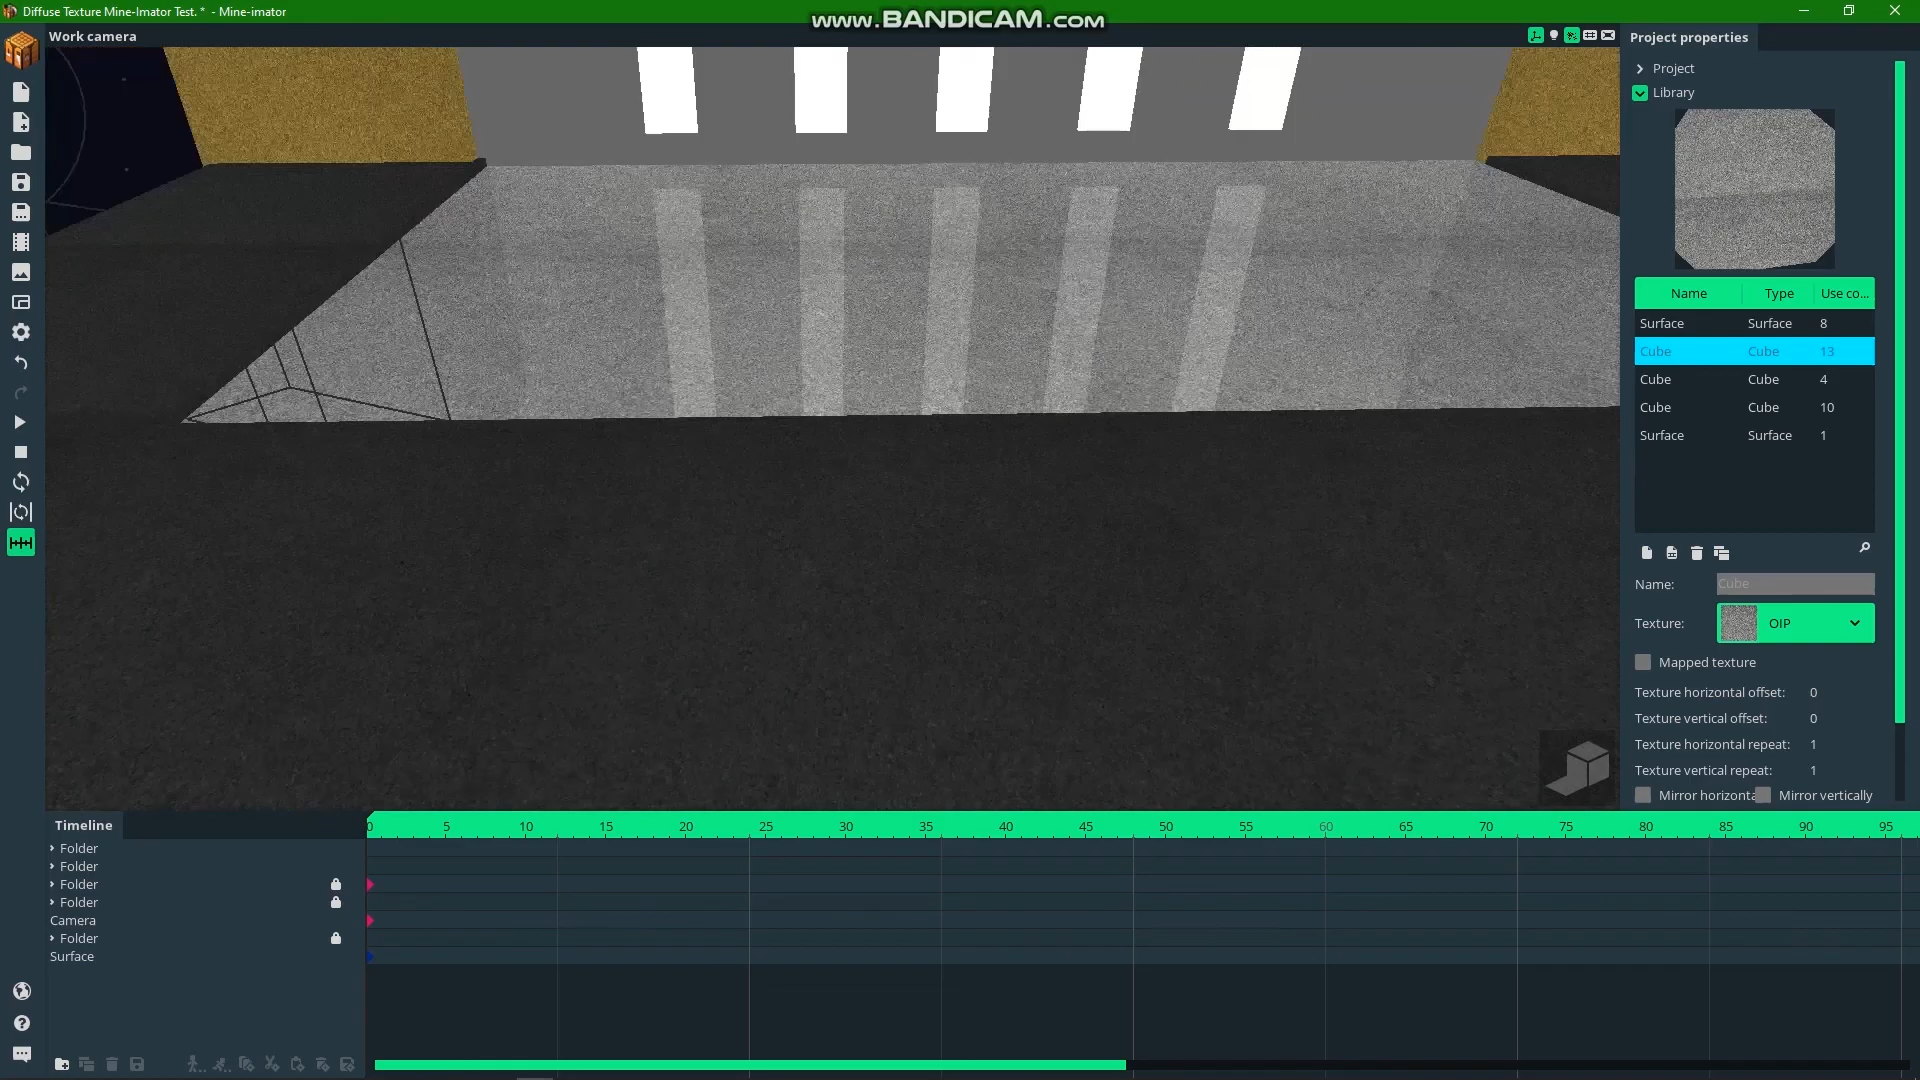 Diffuse Texture Mine-Imator Test. * - Mine-imator
www.BANDICAM.com
Work camera
Project properties
Project
Library
Name Type Use co...
Surface Surface 8
Cube Cube 13
Cube Cube 4
Cube Cube 10
Surface Surface 1
Name: Cube
Texture: OIP
Mapped texture
Texture horizontal offset: 0
Texture vertical offset: 0
Texture horizontal repeat: 1
Texture vertical repeat: 1
Mirror horizonta Mirror vertically
Timeline
0 5 10 15 20 25 30 35 40 45 50 55 60 65 70 75 80 85 90 95
Folder
Folder
Folder
Folder
Camera
Folder
Surface